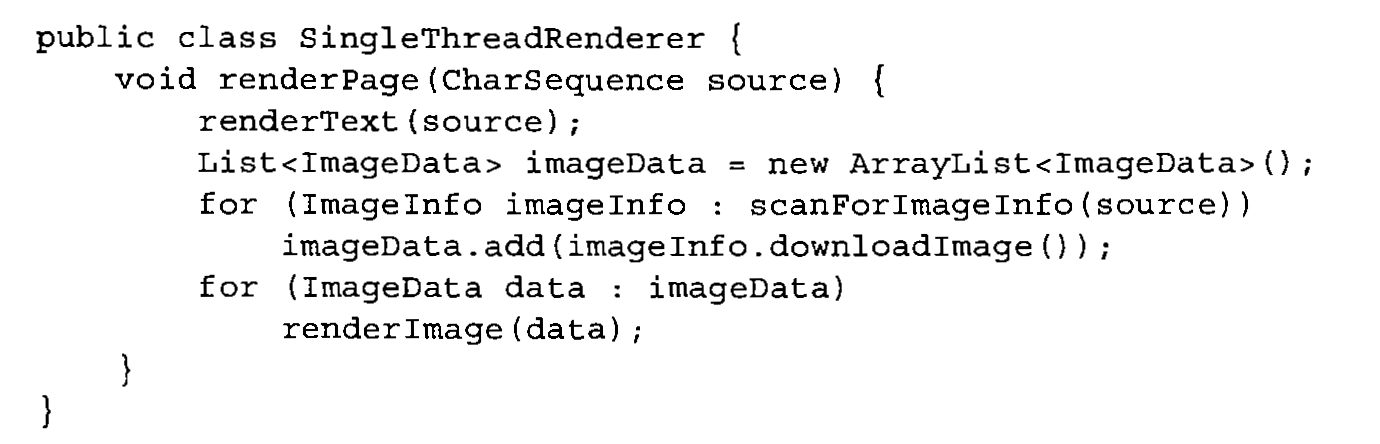 public class SingleThreadRenderer {
    void renderPage(CharSequence source) {
        renderText(source);
        List<ImageData> imageData = new ArrayList<ImageData>();
        for (ImageInfo imageInfo : scanForImageInfo(source))
            imageData.add(imageInfo.downloadImage());
        for (ImageData data : imageData)
            renderImage(data);
    }
}